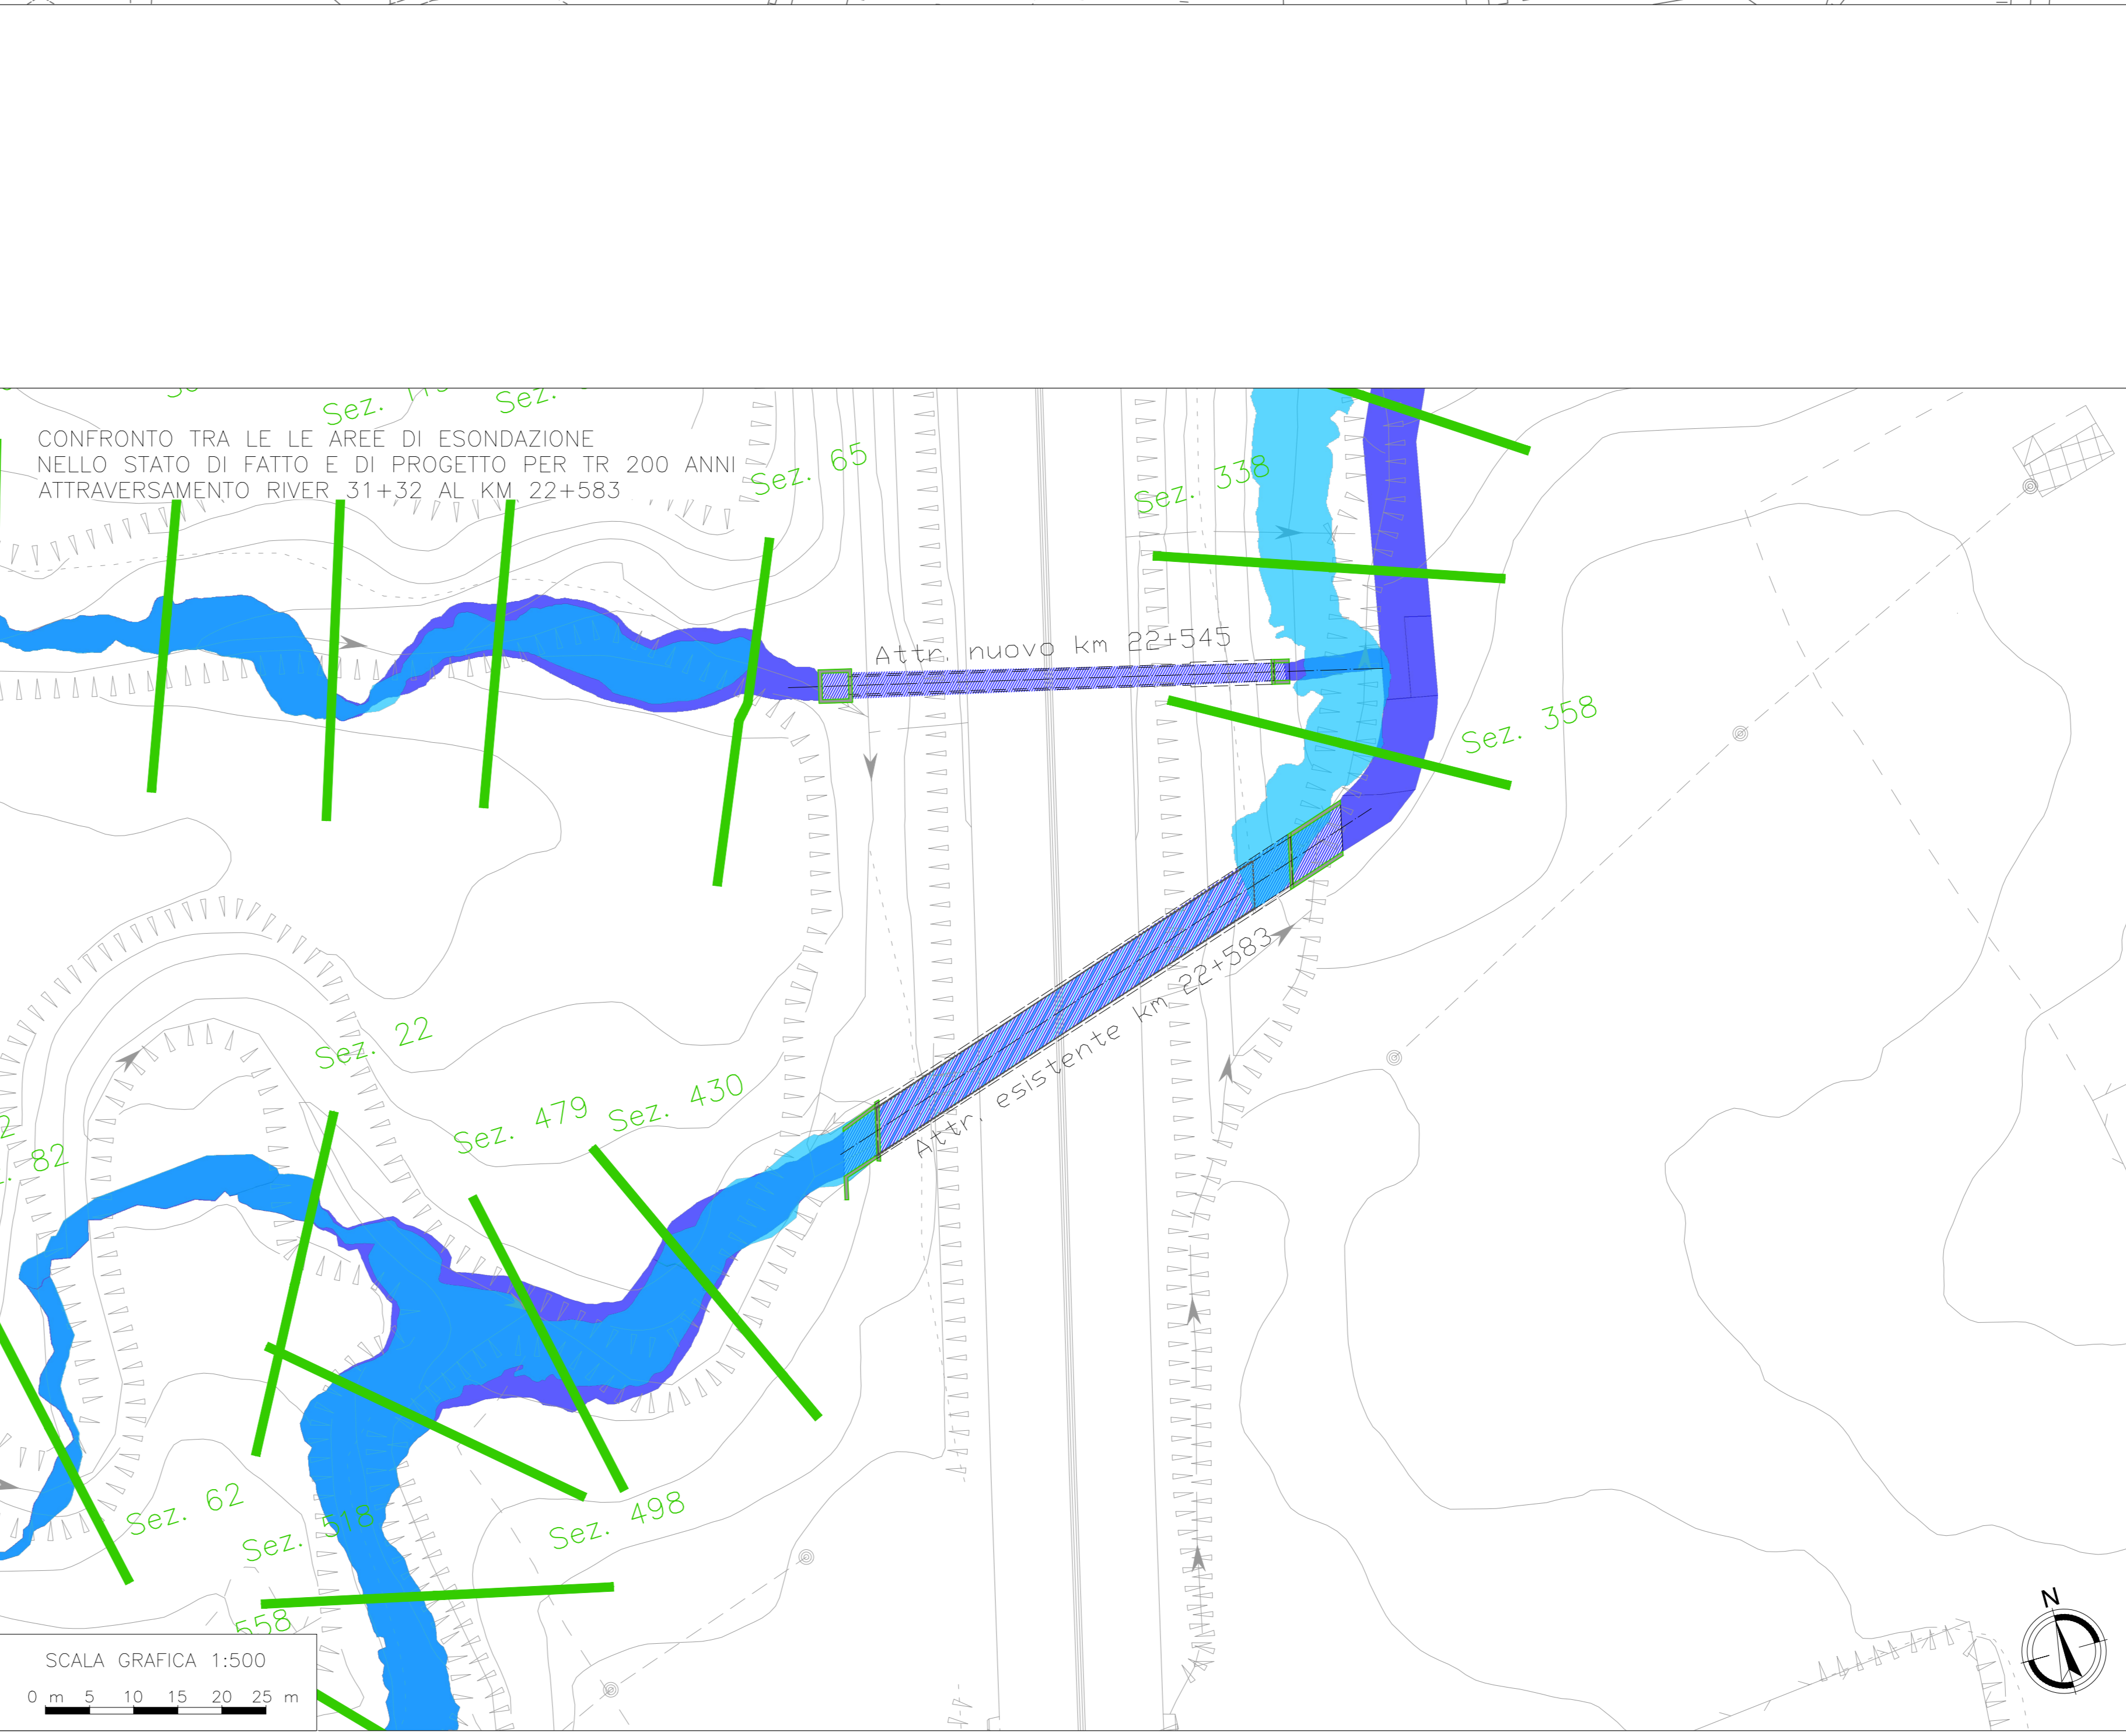 CONFRONTO TRA LE LE AREE DI ESONDAZIONE
NELLO STATO DI FATTO E DI PROGETTO PER TR 200 ANNI
ATTRAVERSAMENTO RIVER 31+32 AL KM 22+583
Sez.
Sez.
Sez. 65
Sez. 338
Attr. nuovo km 22+545
Sez. 358
Attr. esistente km 22+583
Sez. 22
Sez. 479
Sez. 430
82
Sez. 62
Sez. 518
Sez. 498
558
SCALA GRAFICA 1:500
0 m 5 10 15 20 25 m
N